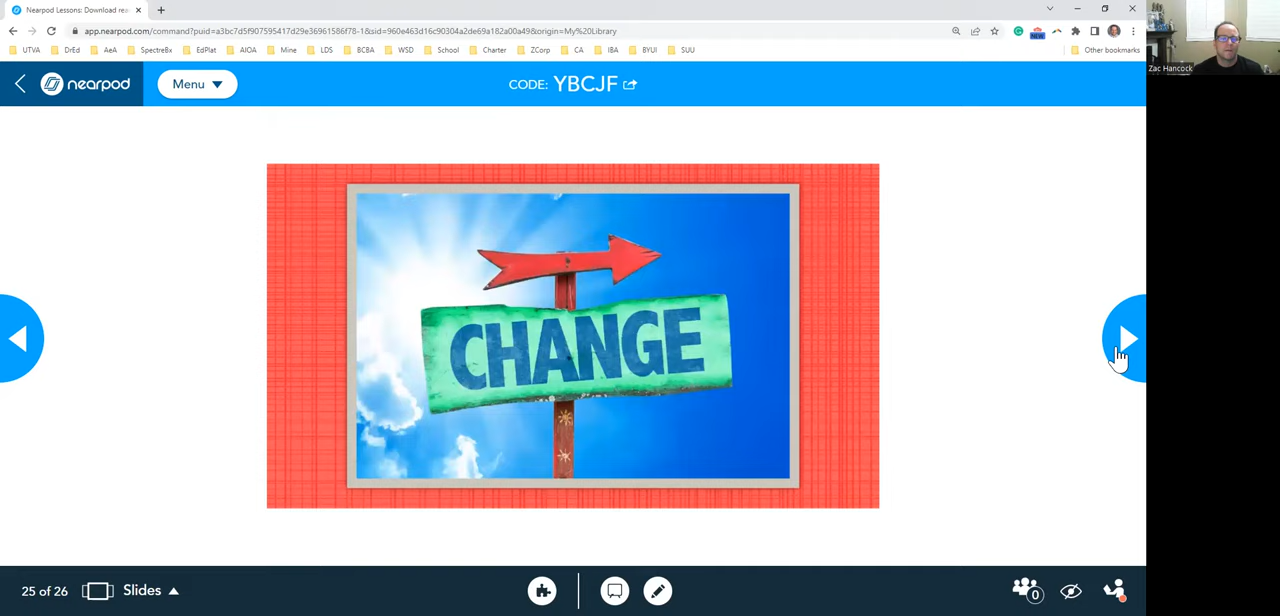 Nearpod Lessons: Download rea
app.nearpod.com/command?puid=a3bc7d5f907595417d29e36961586f78-1&sid=960e463d16c90304a2de69a182a00a49&origin=My%20Library
UTVA DrEd AeA SpectreBx EdPlat AIOA Mine LDS BCBA WSD School Charter ZCorp CA IBA BYUI SUU Other bookmarks
NEW
Zac Hancock
nearpod Menu CODE: YBCJF
CHANGE
25 of 26 Slides 0